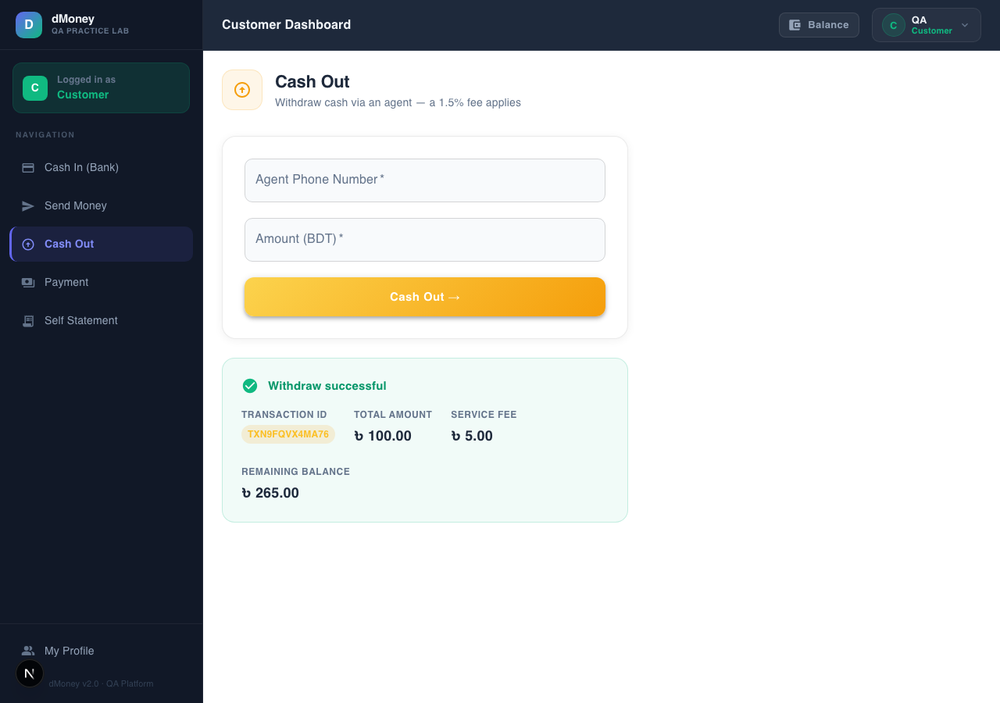 D
dMoney
QA PRACTICE LAB
Customer Dashboard
Balance
C
QA
Customer
C
Logged in as
Customer
NAVIGATION
Cash In (Bank)
Send Money
Cash Out
Payment
Self Statement
My Profile
N
dMoney v2.0 · QA Platform
Cash Out
Withdraw cash via an agent — a 1.5% fee applies
Agent Phone Number *
Amount (BDT) *
Cash Out →
Withdraw successful
TRANSACTION ID
TXN9FQVX4MA76
TOTAL AMOUNT
৳ 100.00
SERVICE FEE
৳ 5.00
REMAINING BALANCE
৳ 265.00